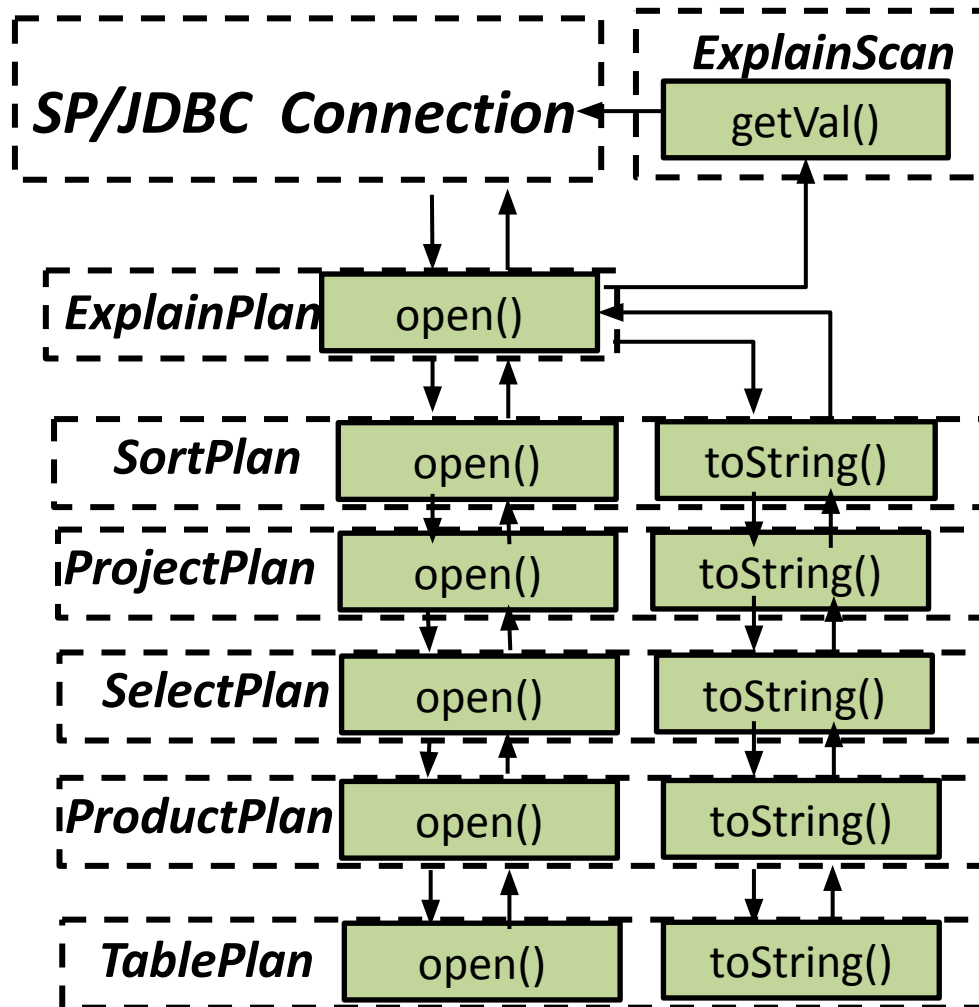 ExplainScan
SP/JDBC Connection
getVal()
ExplainPlan
open()
SortPlan
open()
toString()
ProjectPlan
open()
toString()
SelectPlan
open()
toString()
ProductPlan
open()
toString()
TablePlan
open()
toString()